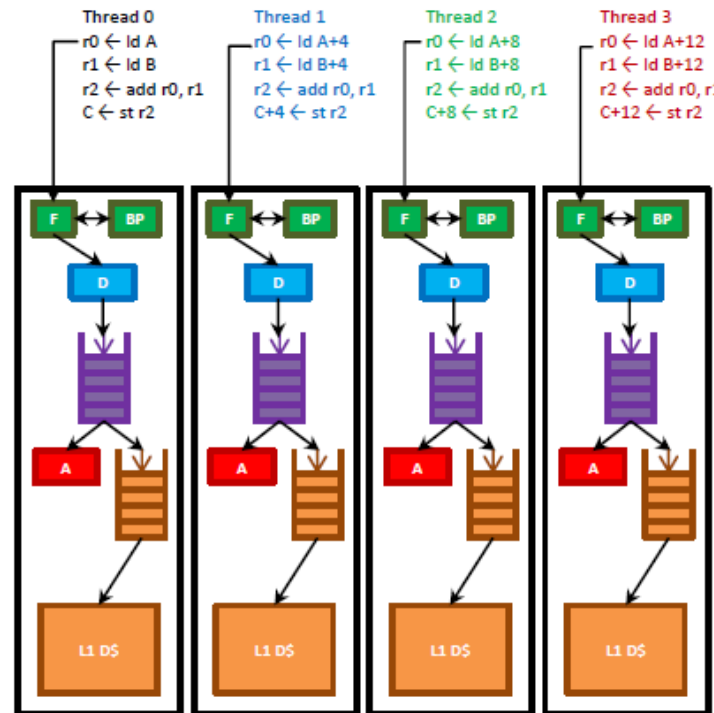 Thread 0
r0 ← ld A
r1 ← ld B
r2 ← add r0, r1
C ← st r2
Thread 1
r0 ← ld A+4
r1 ← ld B+4
r2 ← add r0, r1
C+4 ← st r2
Thread 2
r0 ← ld A+8
r1 ← ld B+8
r2 ← add r0, r1
C+8 ← st r2
Thread 3
r0 ← ld A+12
r1 ← ld B+12
r2 ← add r0, r1
C+12 ← st r2
F BP F BP F BP F BP
D D D D
A A A A
L1 D$ L1 D$ L1 D$ L1 D$